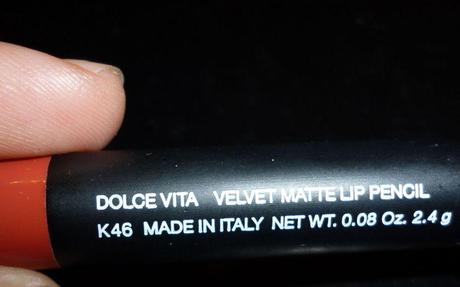 DOLCE VITA VELVET MATTE LIP PENCIL
K46 MADE IN ITALY NET WT. 0.08 Oz. 2.4 g